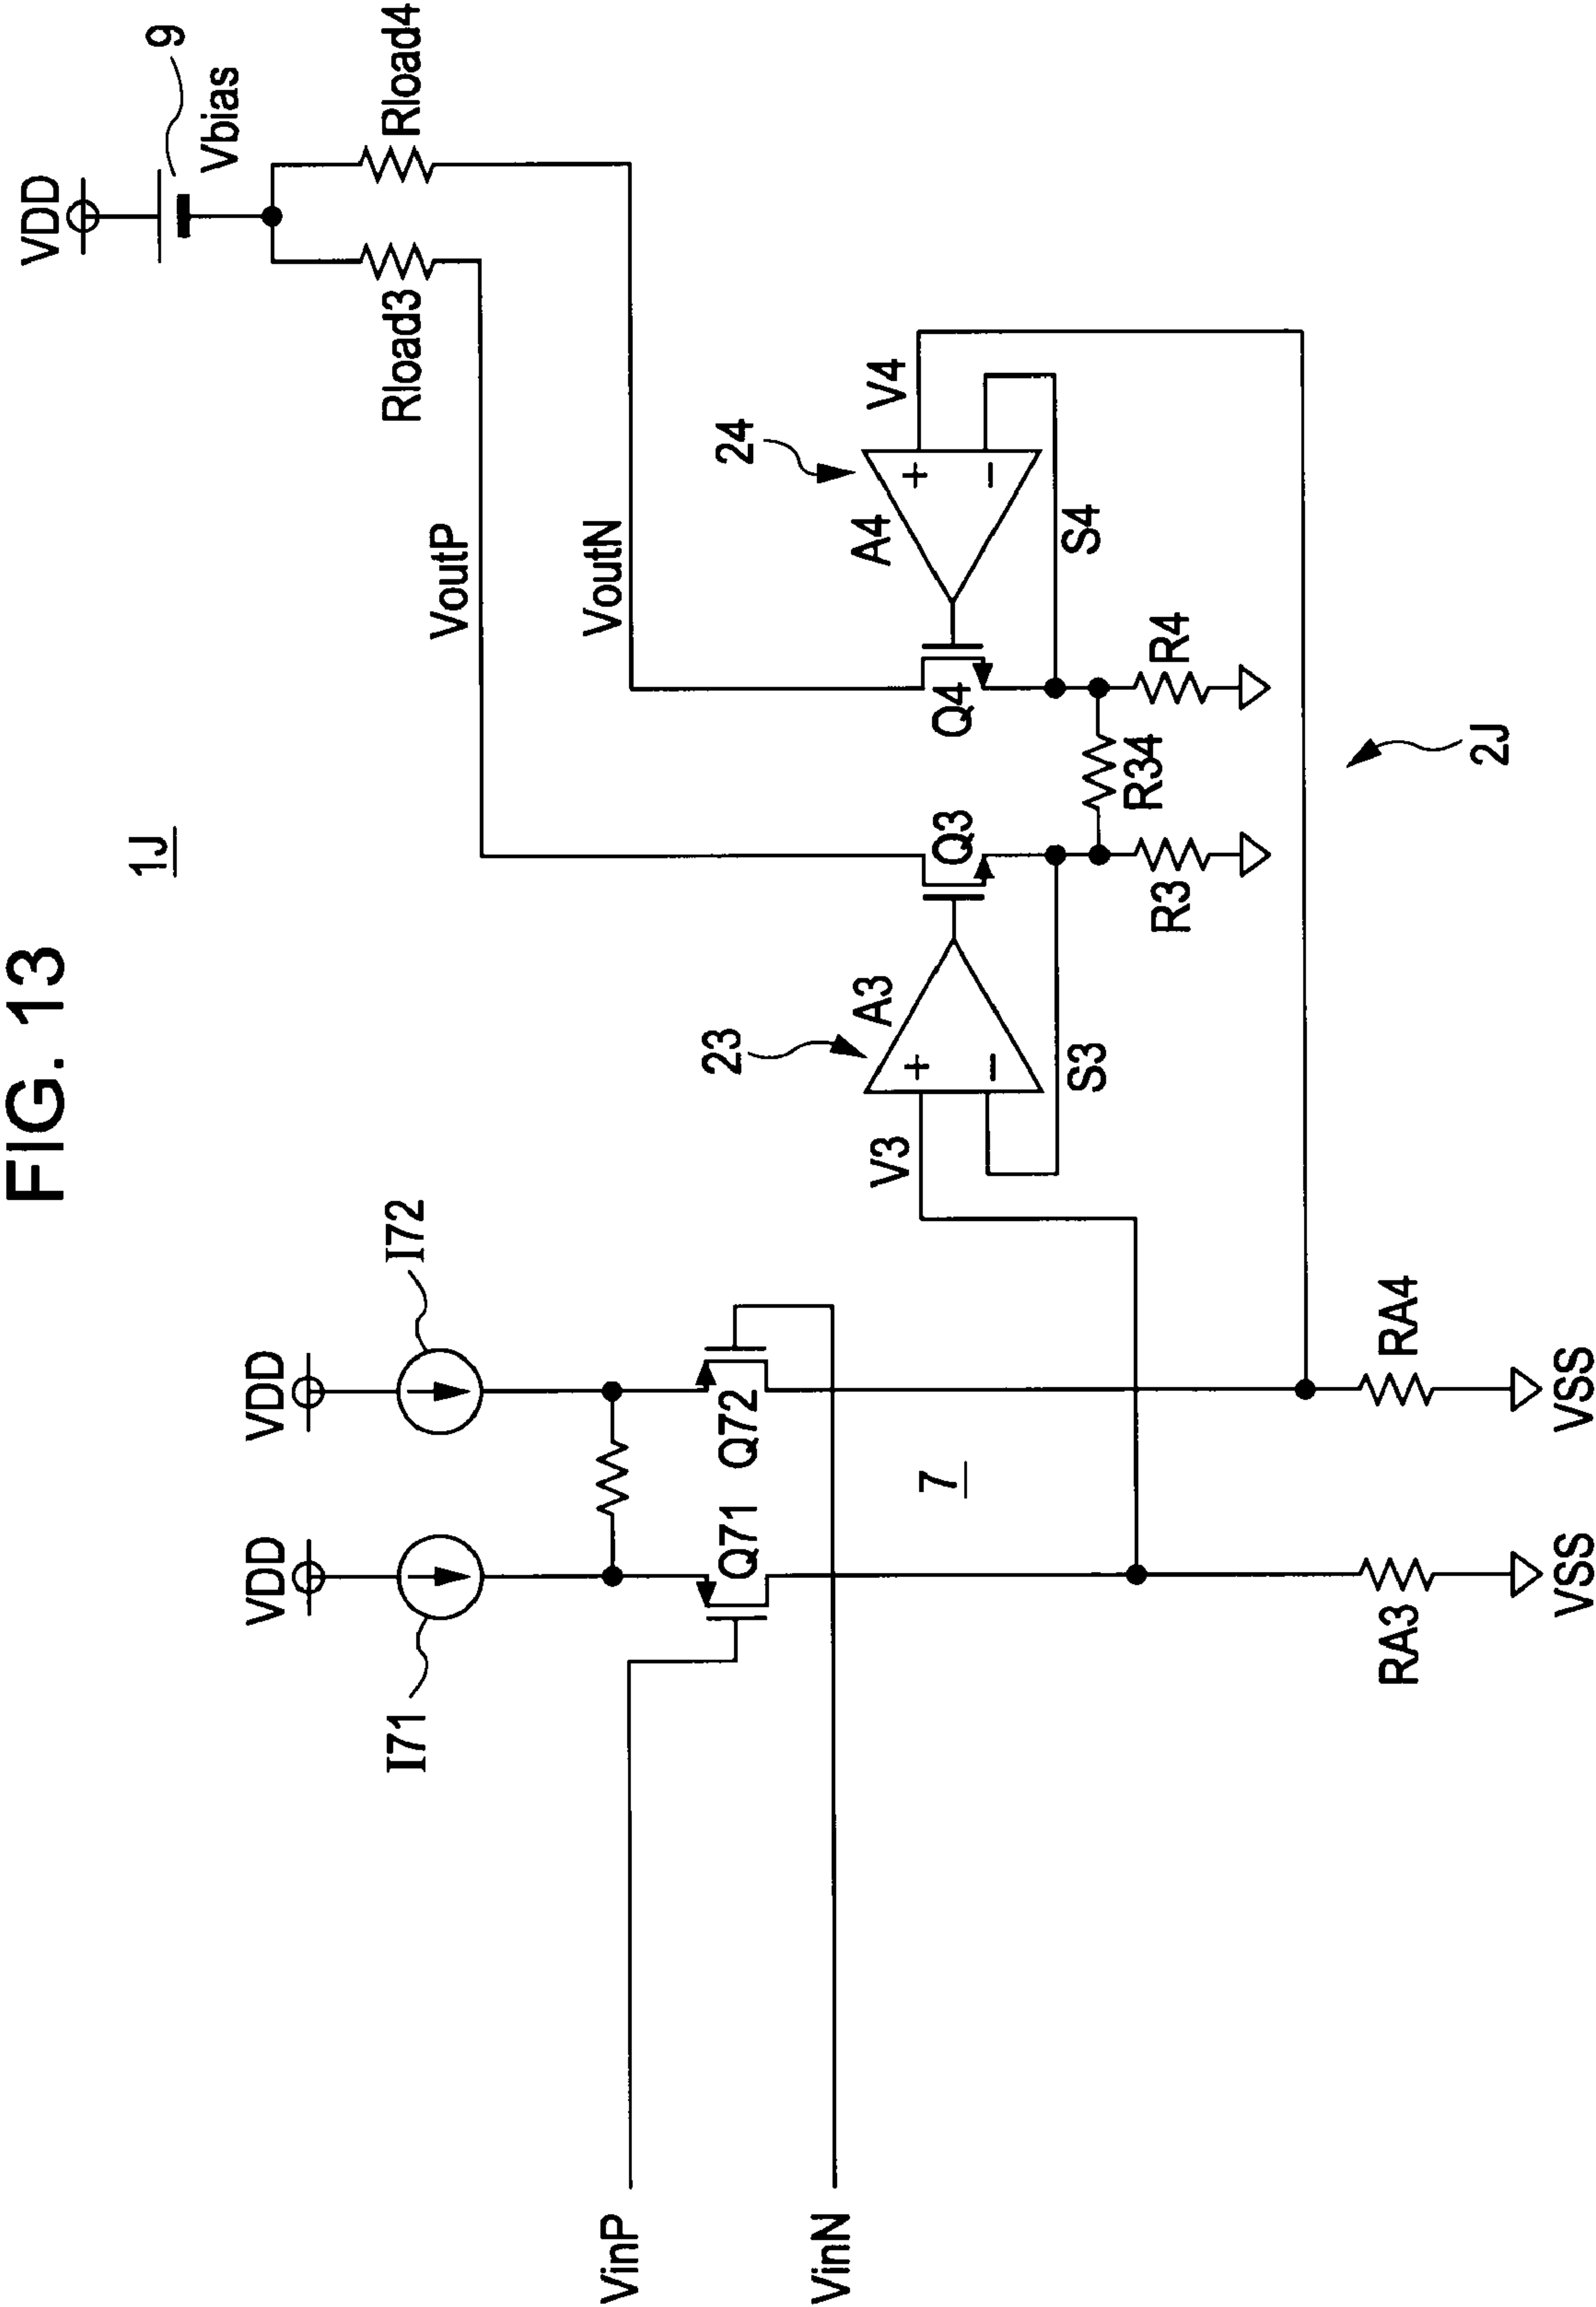 FIG. 13
1J
VDD
9
Vbias
Rload3
Rload4
VoutP
VoutN
VDD
VDD
I71
I72
Q71
Q72
VinP
VinN
7
V3
23
A3
+
−
S3
Q3
Q4
24
A4
V4
+
−
S4
R34
R3
R4
2J
RA3
RA4
VSS
VSS